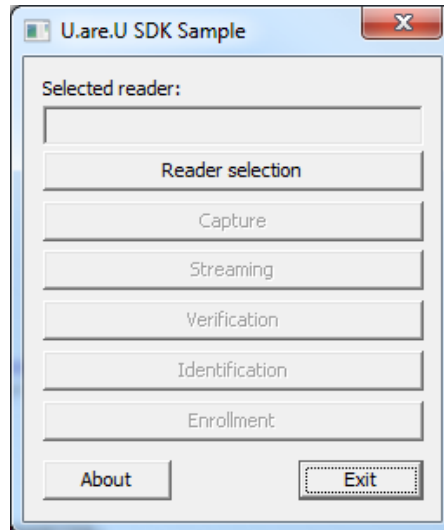 U.are.U SDK Sample
Selected reader:
Reader selection
Capture
Streaming
Verification
Identification
Enrollment
About Exit